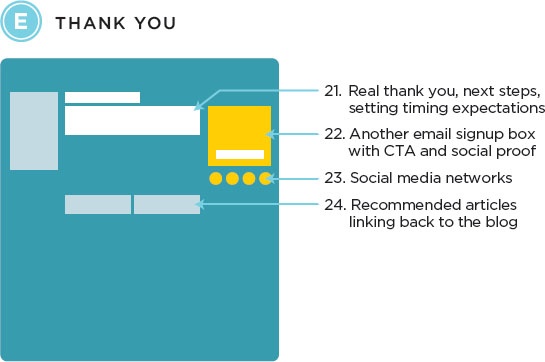 E THANK YOU
21. Real thank you, next steps,
setting timing expectations
22. Another email signup box
with CTA and social proof
23. Social media networks
24. Recommended articles
linking back to the blog